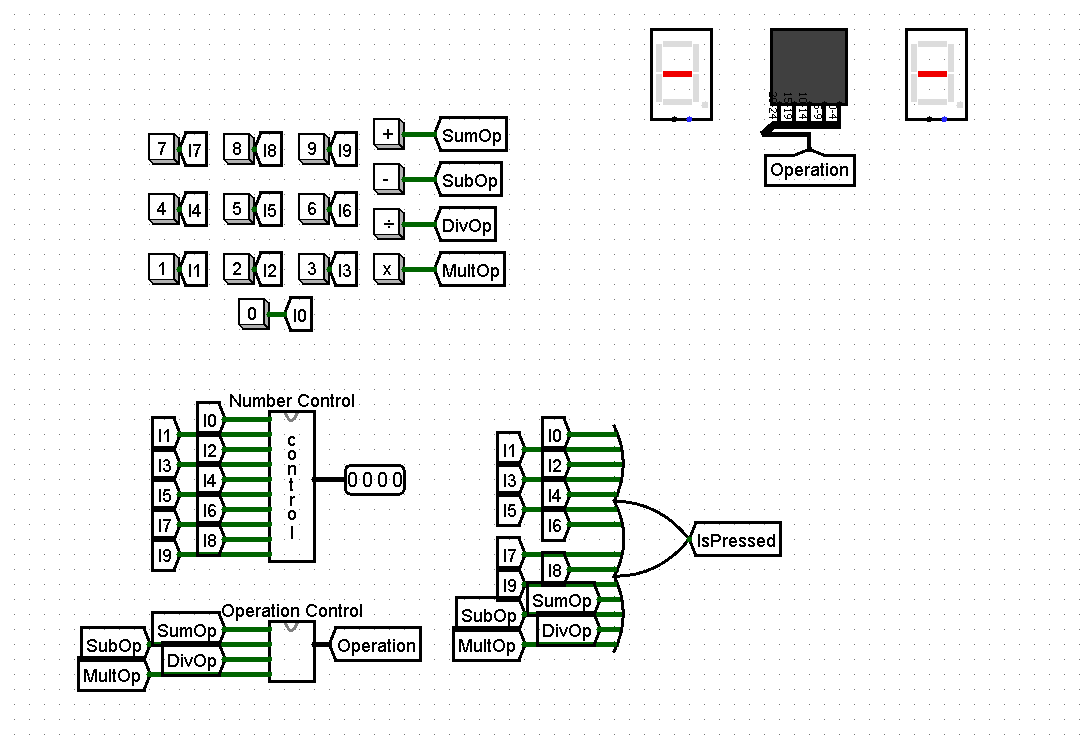 + SumOp
7 I7 8 I8 9 I9
- SubOp
Operation
4 I4 5 I5 6 I6
÷ DivOp
1 I1 2 I2 3 I3
x MultOp
0 I0
Number Control
I0
I1
I2
I3
I4
I5
I6
I7
I8
I9
control
0 0 0 0
I0
I1
I2
I3
I4
I5
I6
I7
I8
I9
SumOp
SubOp
DivOp
MultOp
IsPressed
Operation Control
SumOp
SubOp
DivOp
MultOp
Operation